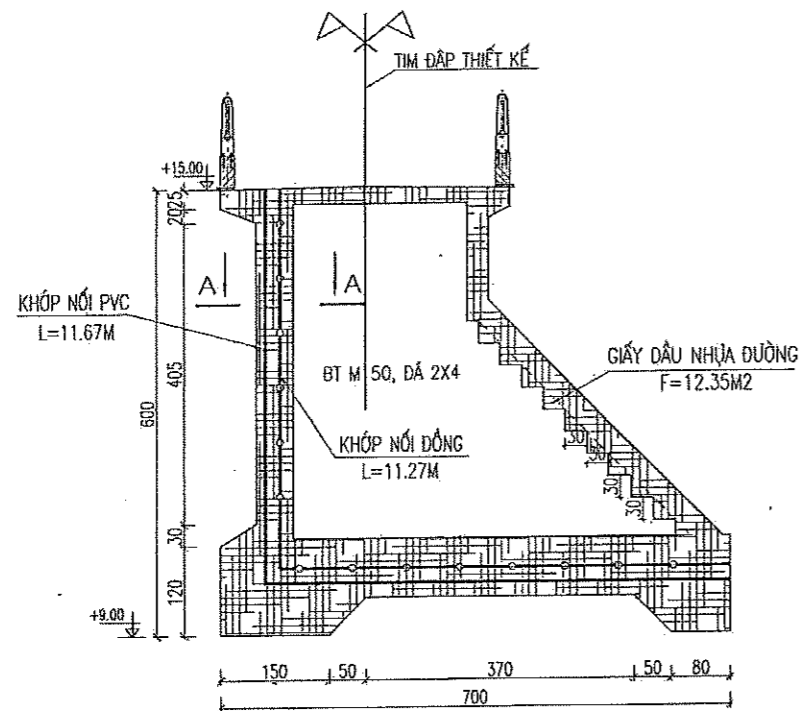 TIM ĐẬP THIẾT KẾ
+15.00
2025
A
A
KHỚP NỐI PVC
L=11.67M
GIẤY DẦU NHỰA ĐƯỜNG
F=12.35M2
405
600
BT M 50, ĐÁ 2X4
KHỚP NỐI ĐỒNG
L=11.27M
30
30
30
30
30
120
+9.00
150
50
370
50
80
700